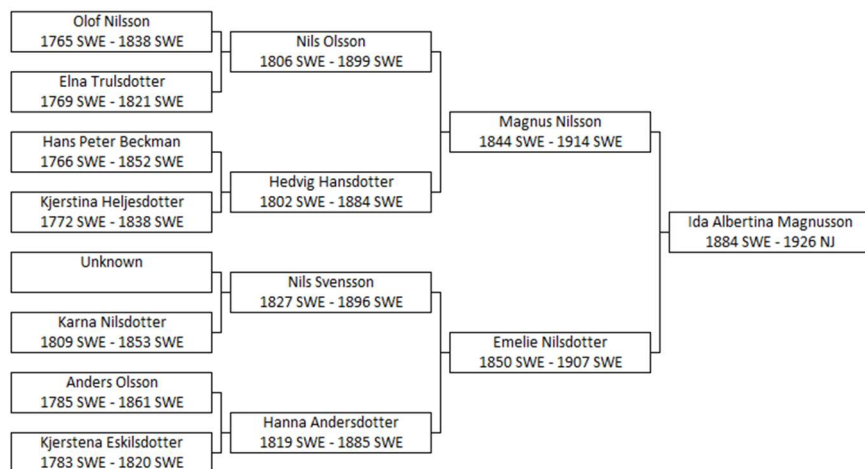 Olof Nilsson
1765 SWE - 1838 SWE
Elna Trulsdotter
1769 SWE - 1821 SWE
Hans Peter Beckman
1766 SWE - 1852 SWE
Kjerstina Heljesdotter
1772 SWE - 1838 SWE
Unknown
Karna Nilsdotter
1809 SWE - 1853 SWE
Anders Olsson
1785 SWE - 1861 SWE
Kjerstena Eskilsdotter
1783 SWE - 1820 SWE
Nils Olsson
1806 SWE - 1899 SWE
Hedvig Hansdotter
1802 SWE - 1884 SWE
Nils Svensson
1827 SWE - 1896 SWE
Hanna Andersdotter
1819 SWE - 1885 SWE
Magnus Nilsson
1844 SWE - 1914 SWE
Emelie Nilsdotter
1850 SWE - 1907 SWE
Ida Albertina Magnusson
1884 SWE - 1926 NJ